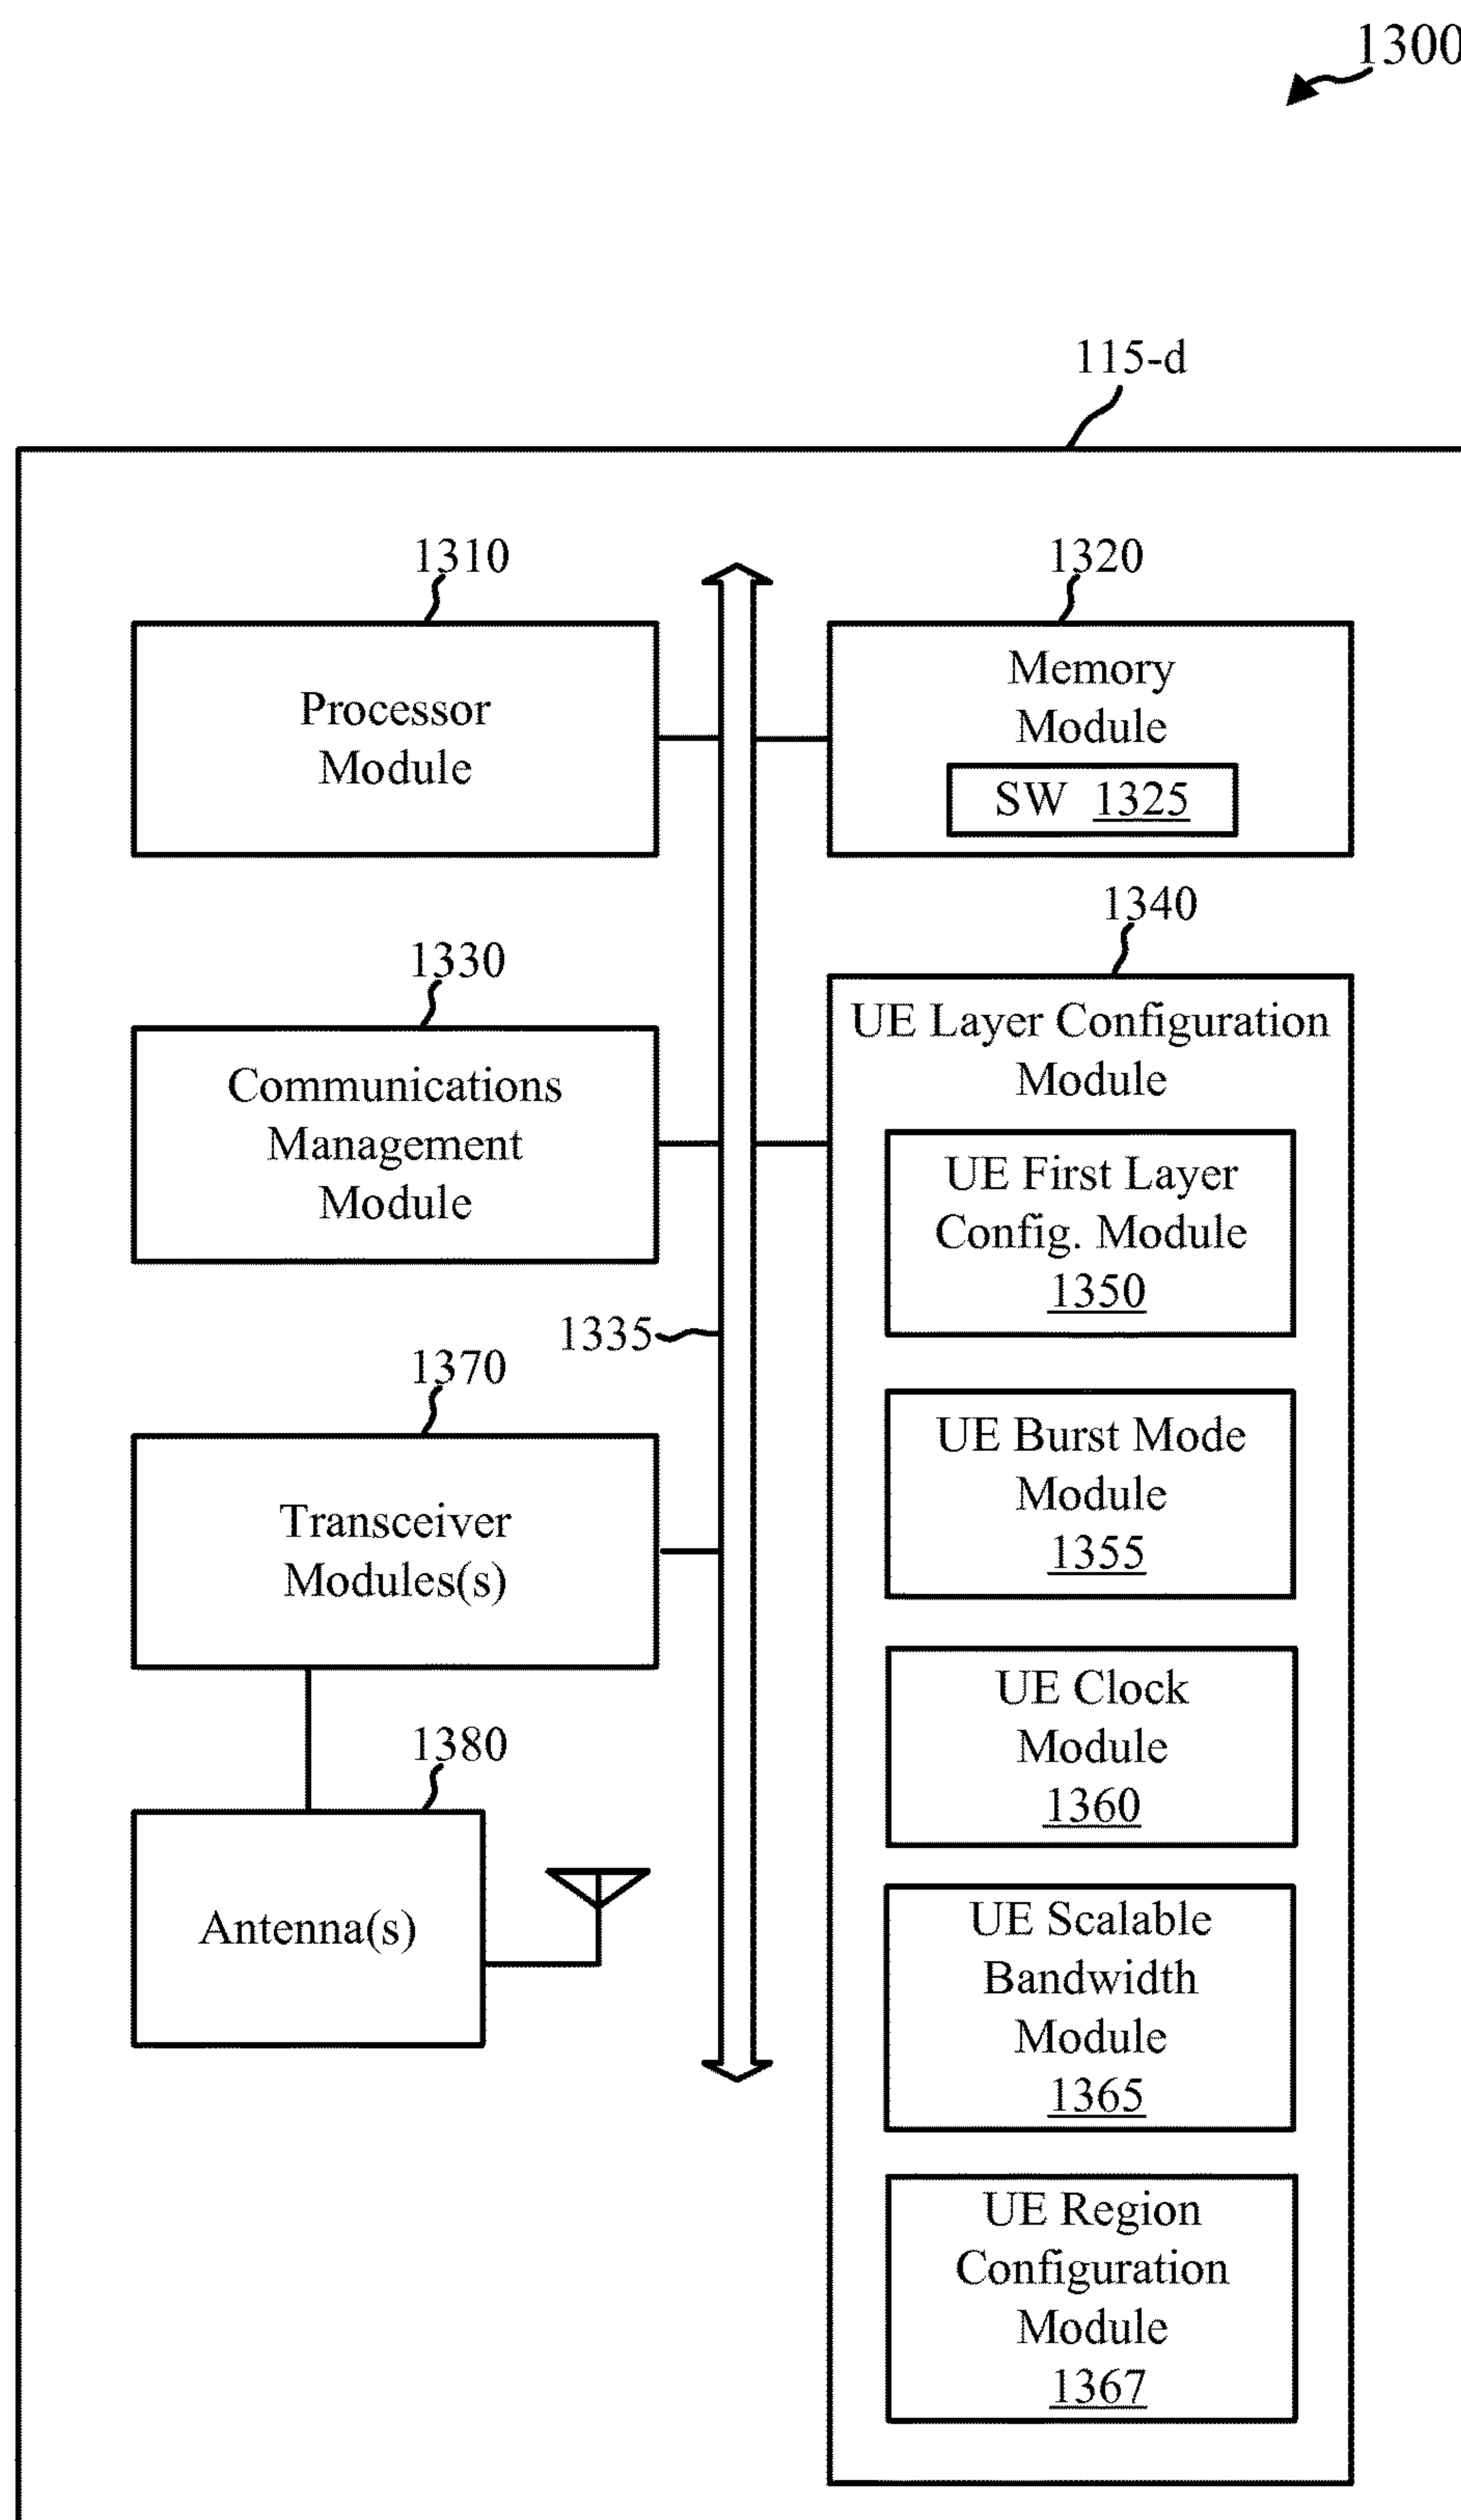 1300
115-d
1310
Processor
Module
1320
Memory
Module
SW 1325
1330
Communications
Management
Module
1335
1340
UE Layer Configuration
Module
UE First Layer
Config. Module
1350
UE Burst Mode
Module
1355
UE Clock
Module
1360
UE Scalable
Bandwidth
Module
1365
UE Region
Configuration
Module
1367
1370
Transceiver
Modules(s)
1380
Antenna(s)